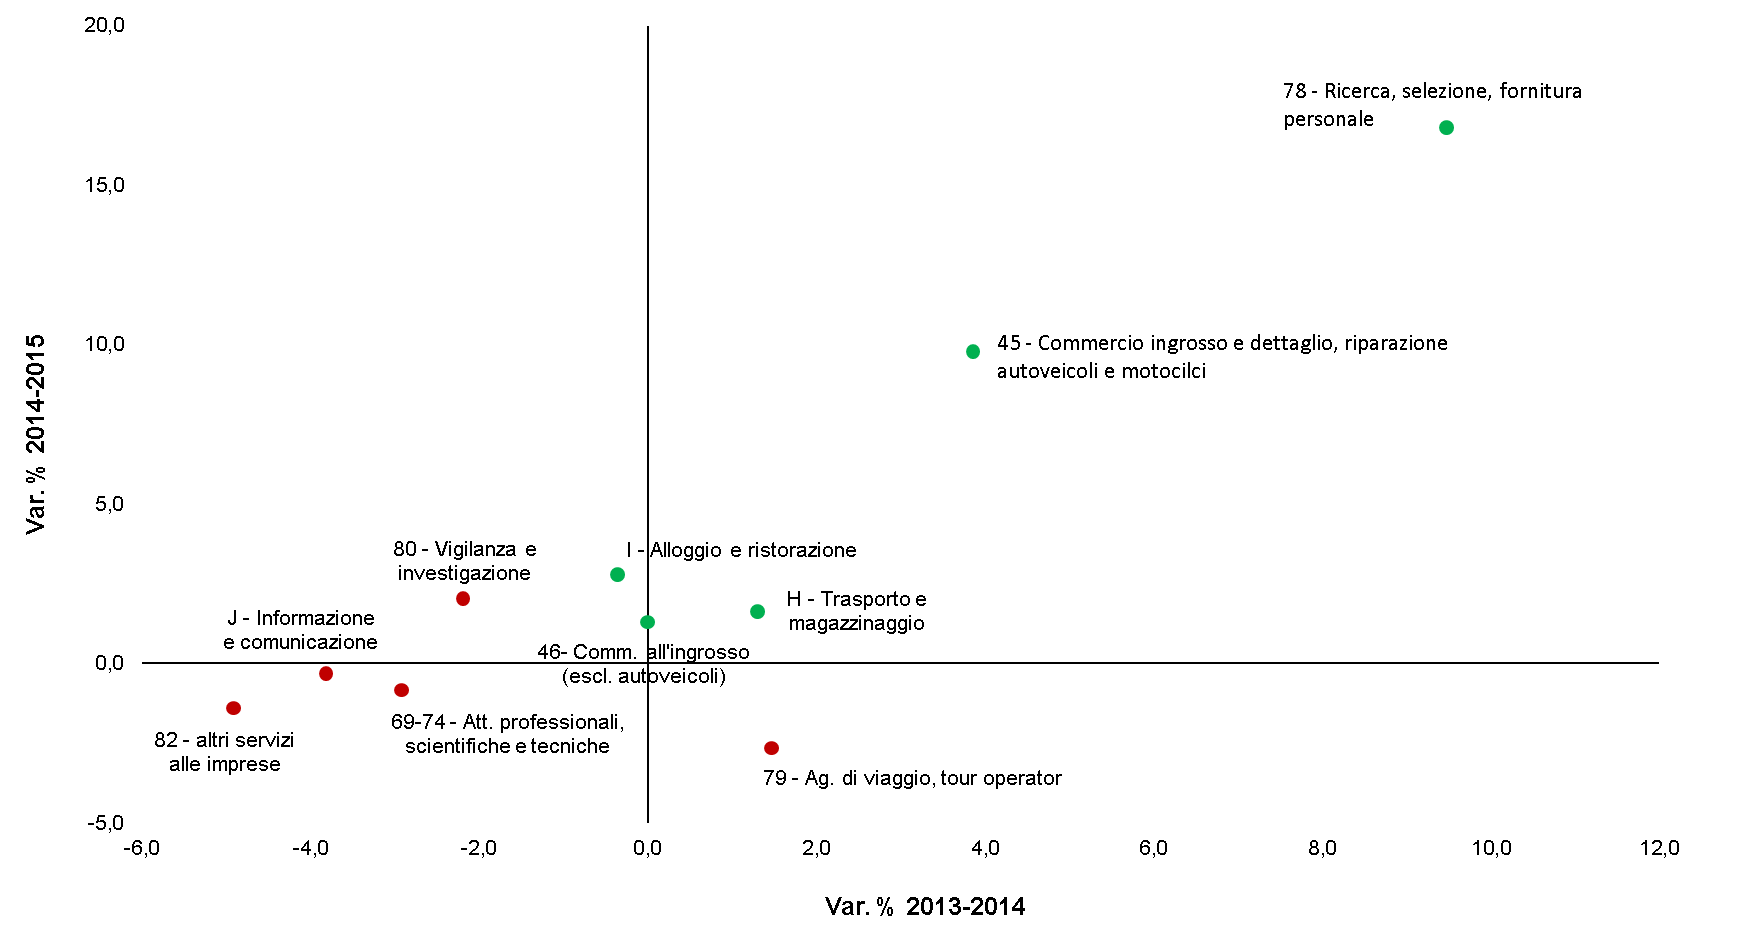 20,0
78 - Ricerca, selezione, fornitura
personale
15,0
10,0
45 - Commercio ingrosso e dettaglio, riparazione
autoveicoli e motocilci
Var. % 2014-2015
5,0
80 - Vigilanza e
investigazione
I - Alloggio e ristorazione
H - Trasporto e
magazzinaggio
J - Informazione
e comunicazione
46- Comm. all'ingrosso
(escl. autoveicoli)
0,0
69-74 - Att. professionali,
scientifiche e tecniche
82 - altri servizi
alle imprese
79 - Ag. di viaggio, tour operator
-5,0
-6,0 -4,0 -2,0 0,0 2,0 4,0 6,0 8,0 10,0 12,0
Var. % 2013-2014